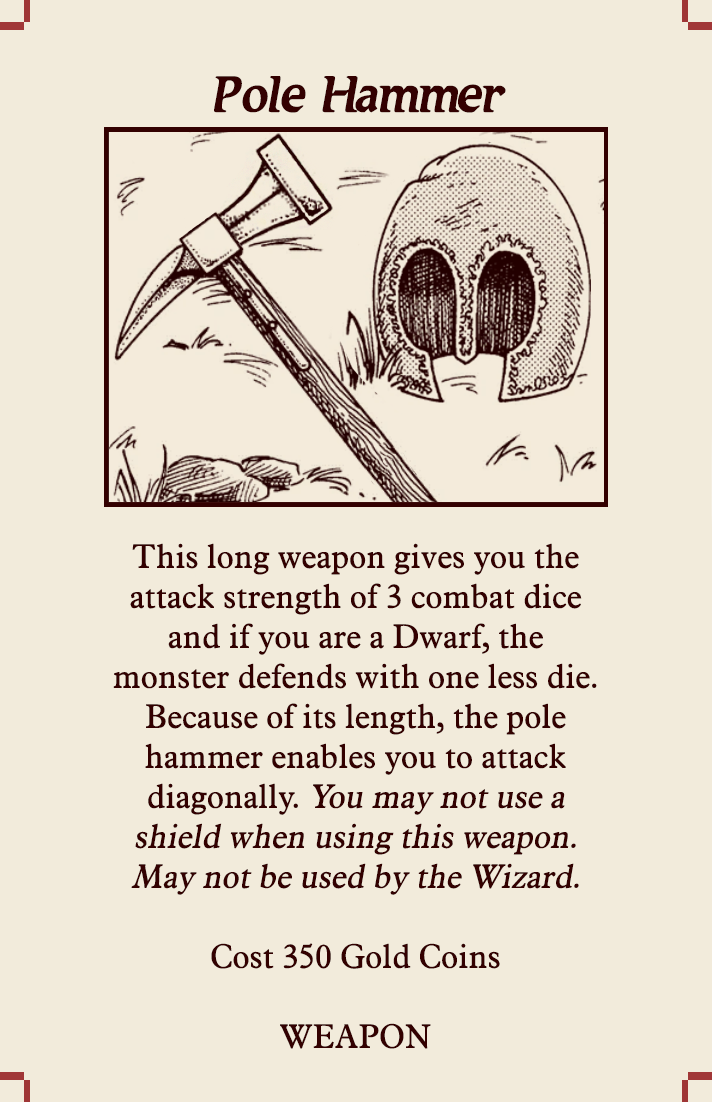 Pole Hammer
This long weapon gives you the
attack strength of 3 combat dice
and if you are a Dwarf, the
monster defends with one less die.
Because of its length, the pole
hammer enables you to attack
diagonally. You may not use a
shield when using this weapon.
May not be used by the Wizard.
Cost 350 Gold Coins
WEAPON